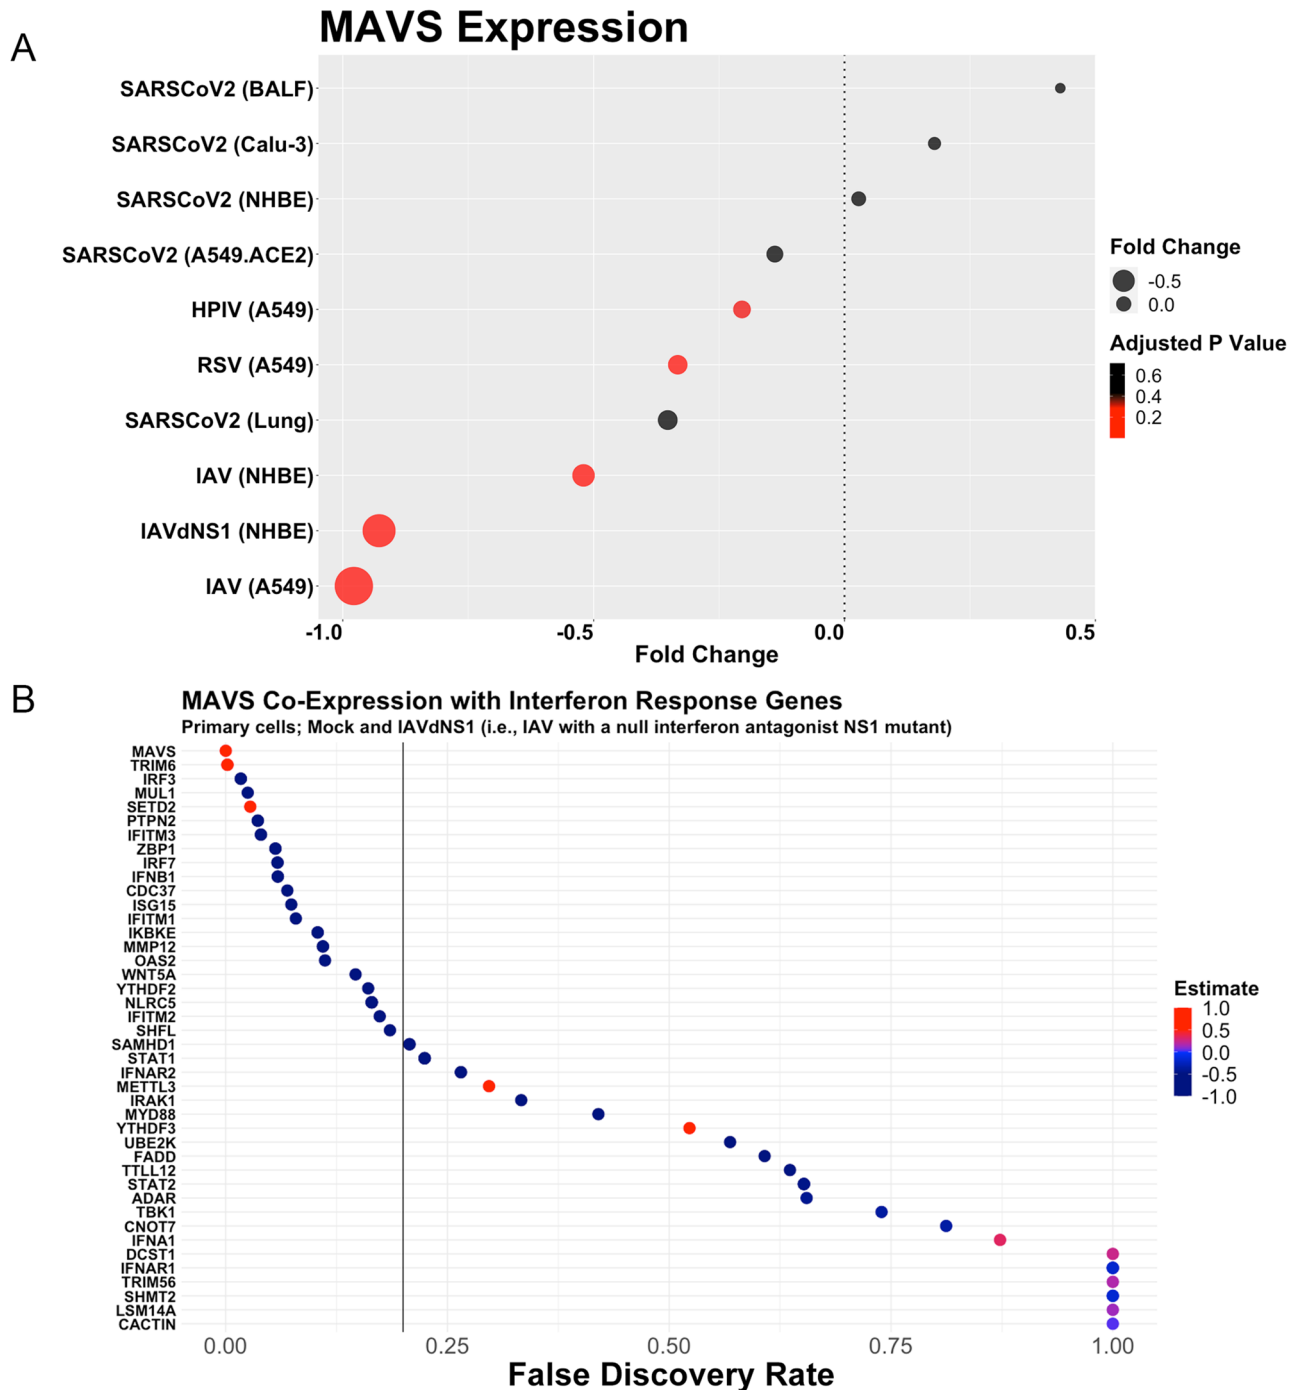 A
MAVS Expression
SARSCoV2 (BALF)
SARSCoV2 (Calu-3)
SARSCoV2 (NHBE)
SARSCoV2 (A549.ACE2)
HPIV (A549)
RSV (A549)
SARSCoV2 (Lung)
IAV (NHBE)
IAVdNS1 (NHBE)
IAV (A549)
-1.0 -0.5 0.0 0.5
Fold Change
Fold Change
-0.5
0.0
Adjusted P Value
0.6
0.4
0.2
B
MAVS Co-Expression with Interferon Response Genes
Primary cells; Mock and IAVdNS1 (i.e., IAV with a null interferon antagonist NS1 mutant)
MAVS
TRIM6
IRF3
MUL1
SETD2
PTPN2
IFITM3
ZBP1
IRF7
IFNB1
CDC37
ISG15
IFITM1
IKBKE
MMP12
OAS2
WNT5A
YTHDF2
NLRC5
IFITM2
SHFL
SAMHD1
STAT1
IFNAR2
METTL3
IRAK1
MYD88
YTHDF3
UBE2K
FADD
TTLL12
STAT2
ADAR
TBK1
CNOT7
IFNA1
DCST1
IFNAR1
TRIM56
SHMT2
LSM14A
CACTIN
0.00 0.25 0.50 0.75 1.00
False Discovery Rate
Estimate
1.0
0.5
0.0
-0.5
-1.0